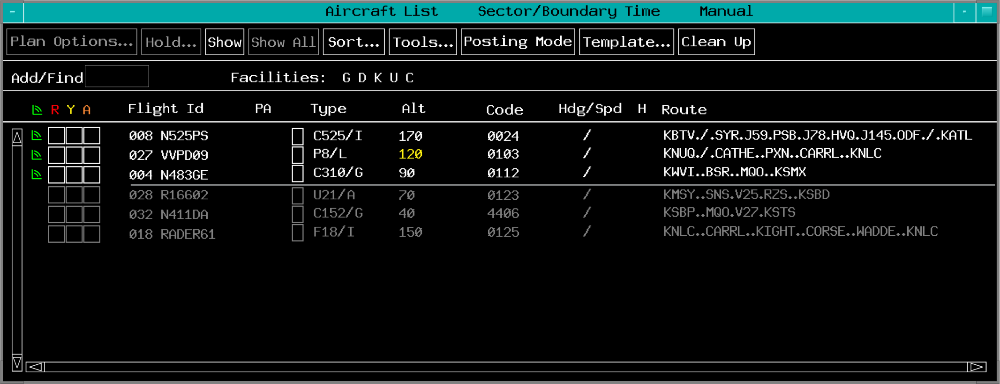 Aircraft List Sector/Boundary Time Manual
Plan Options... Hold... Show Show All Sort... Tools... Posting Mode Template... Clean Up
Add/Find Facilities: G D K U C
R Y A Flight Id PA Type Alt Code Hdg/Spd H Route
008 N525PS C525/I 170 0024 / KBTV./.SYR.J59.PSB.J78.HVQ.J145.ODF./.KATL
027 VVPD09 P8/L 120 0103 / KNUQ./.CATHE..PXN..CARRL..KNLC
004 N483GE C310/G 90 0112 / KWVI..BSR..MQO..KSMX
028 R16602 U21/A 70 0123 / KMSY..SNS.V25.RZS..KSBD
032 N411DA C152/G 40 4406 / KSBP..MQO.V27.KSTS
018 RADER61 F18/I 150 0125 / KNLC..CARRL..KIGHT..CORSE..WADDE..KNLC